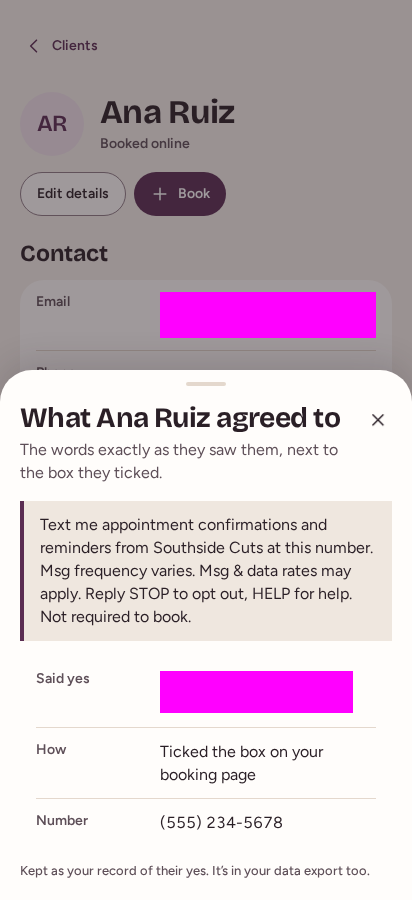 Clients
AR
Ana Ruiz
Booked online
Edit details
Book
Contact
Email
What Ana Ruiz agreed to
The words exactly as they saw them, next to
the box they ticked.
Text me appointment confirmations and
reminders from Southside Cuts at this number.
Msg frequency varies. Msg & data rates may
apply. Reply STOP to opt out, HELP for help.
Not required to book.
Said yes
How
Ticked the box on your
booking page
Number
(555) 234-5678
Kept as your record of their yes. It’s in your data export too.